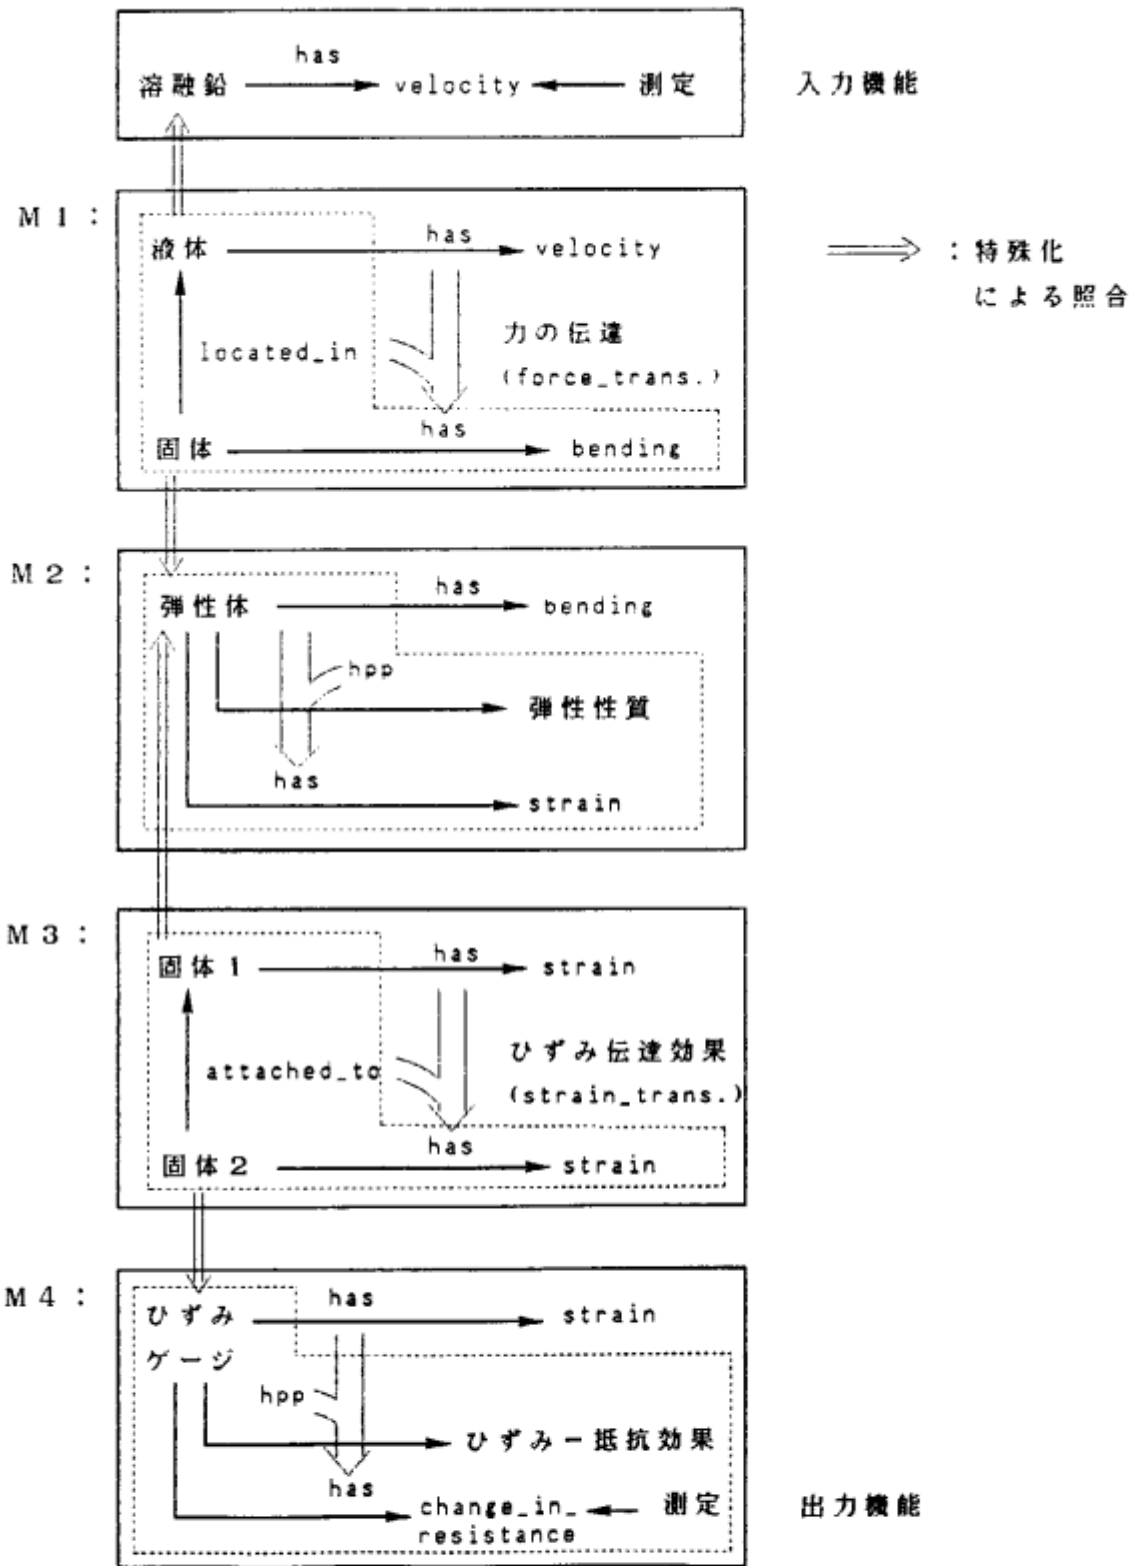 has
溶融鉛 velocity 測定 入力機能
M1:
液体 has velocity
:特殊化
による照合
located_in 力の伝達
(force_trans.)
has
固体 bending
M2:
弾性体 has bending
hpp
弾性性質
has
strain
M3:
固体1 has strain
attached_to ひずみ伝達効果
(strain_trans.)
has
固体2 strain
M4:
ひずみ has strain
ゲージ
hpp
ひずみー抵抗効果
has
change_in_ 測定 出力機能
resistance